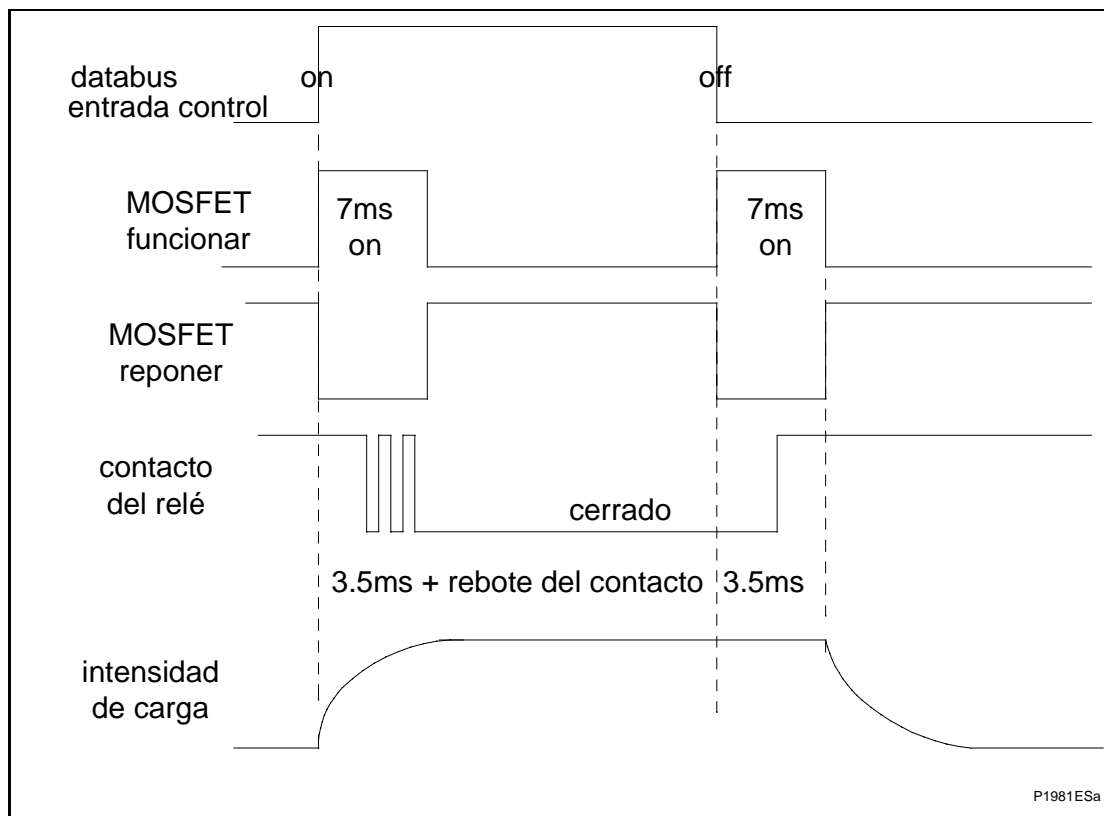 databus
entrada control
on
off
MOSFET
funcionar
7ms
on
7ms
on
MOSFET
reponer
contacto
del relé
cerrado
3.5ms + rebote del contacto
3.5ms
intensidad
de carga
P1981ESa